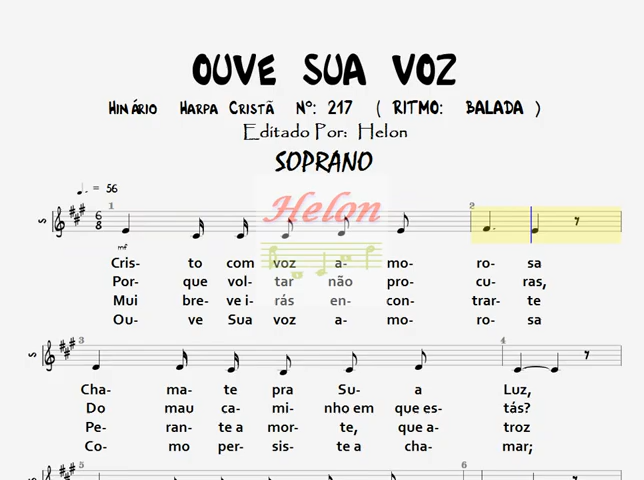 OUVE SUA VOZ
Hinário Harpa Cristã Nº: 217 ( RITMO: BALADA )
Editado Por: Helon
SOPRANO
= 56
Helon
1
2
S
6
8
mf
Cris- to com voz a- mo- ro- sa
Por- que vol- tar não pro- cu- ras,
Mui bre- ve i- rás en- con- trar- te
Ou- ve Sua voz a- mo- ro- sa
3
4
S
Cha- ma- te pra Su- a Luz,
Do mau ca- mi- nho em que es- tás?
Pe- ran- te a mor- te, que a- troz
Co- mo per- sis- te a cha- mar;
5
6